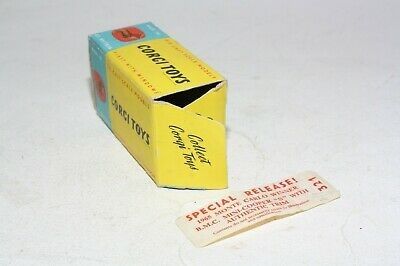 CORGI TOYS
CORGI TOYS
Collect
Corgi Toys
SPECIAL RELEASE!
1965 MONTE CARLO WINNER
B.M.C. MINI-COOPER "S" WITH
AUTHENTIC TRIM
321